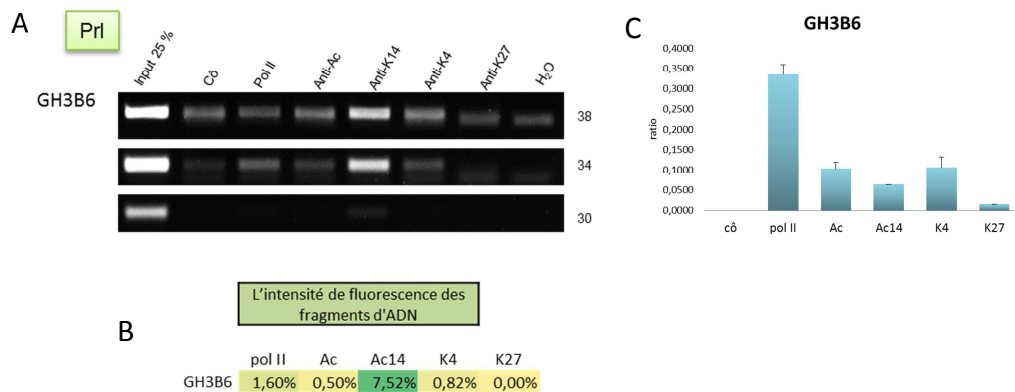 A
Prl
Input 25 %
Cô
Pol II
Anti-Ac
Anti-K14
Anti-K4
Anti-K27
H₂O
GH3B6
38
34
30
C
GH3B6
ratio
0,4000
0,3500
0,3000
0,2500
0,2000
0,1500
0,1000
0,0500
0,0000
cô pol II Ac Ac14 K4 K27
L'intensité de fluorescence des
fragments d'ADN
B
pol II Ac Ac14 K4 K27
GH3B6 1,60% 0,50% 7,52% 0,82% 0,00%